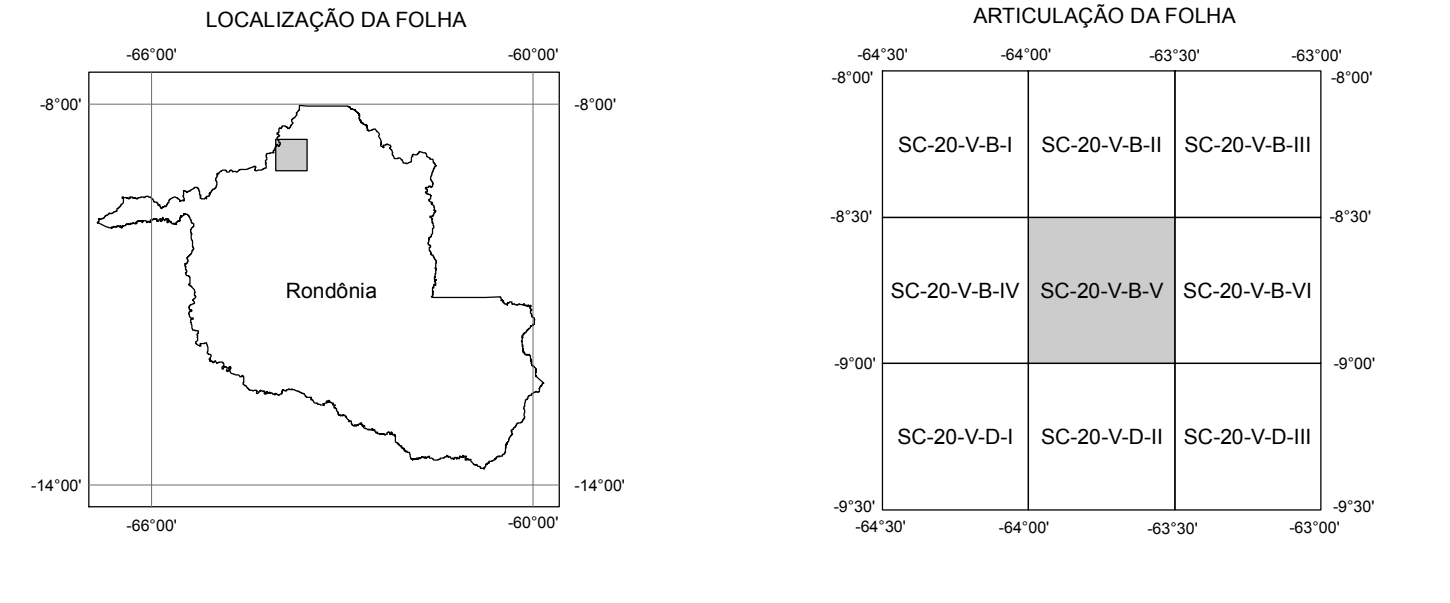 LOCALIZAÇÃO DA FOLHA
-66°00' -60°00'
-8°00' -8°00'
Rondônia
-14°00' -14°00'
-66°00' -60°00'
ARTICULAÇÃO DA FOLHA
-64°30' -64°00' -63°30' -63°00'
-8°00' -8°00'
SC-20-V-B-I SC-20-V-B-II SC-20-V-B-III
-8°30' -8°30'
SC-20-V-B-IV SC-20-V-B-V SC-20-V-B-VI
-9°00' -9°00'
SC-20-V-D-I SC-20-V-D-II SC-20-V-D-III
-9°30' -9°30'
-64°30' -64°00' -63°30' -63°00'